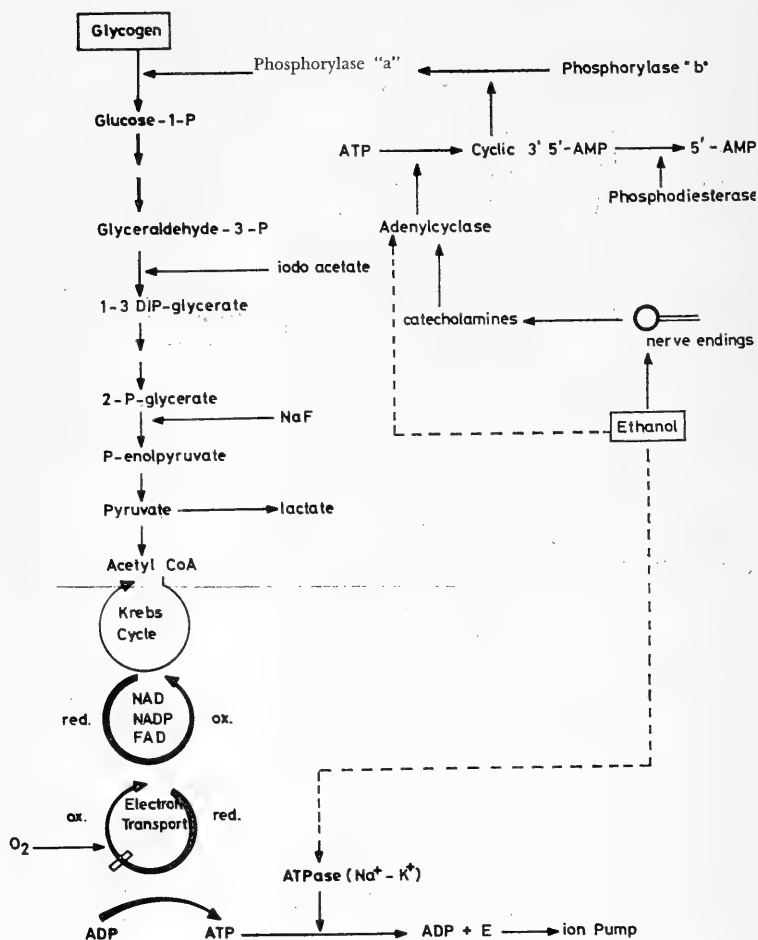 Glycogen
Phosphorylase "a"
Phosphorylase "b"
Glucose-1-P
ATP
Cyclic 3' 5'-AMP
5'-AMP
Phosphodiesterase
Glyceraldehyde-3-P
Adenylcyclase
iodo acetate
1-3 DIP-glycerate
catecholamines
nerve endings
2-P-glycerate
NaF
Ethanol
P-enolpyruvate
Pyruvate
lactate
Acetyl CoA
Krebs
Cycle
NAD
red.
NADP
ox.
FAD
ox.
Electron
red.
Transport
O2
ATPase (Na+-K+)
ADP
ATP
ADP + E
ion Pump